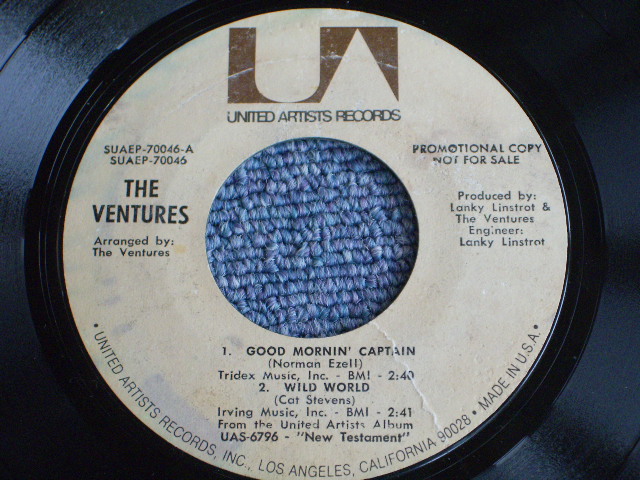 UA
UNITED ARTISTS RECORDS
SUAEP-70046-A
SUAEP-70046
PROMOTIONAL COPY
NOT FOR SALE
THE
VENTURES
Arranged by:
The Ventures
Produced by:
Lanky Linstrot &
The Ventures
Engineer:
Lanky Linstrot
1. GOOD MORNIN' CAPTAIN
(Norman Ezell)
Tridex Music, Inc. - BMI - 2:40
2. WILD WORLD
(Cat Stevens)
Irving Music, Inc. - BMI - 2:41
From the United Artists Album
UAS-6796 - "New Testament"
• UNITED ARTISTS RECORDS, INC., LOS ANGELES, CALIFORNIA 90028 • MADE IN U.S.A. •